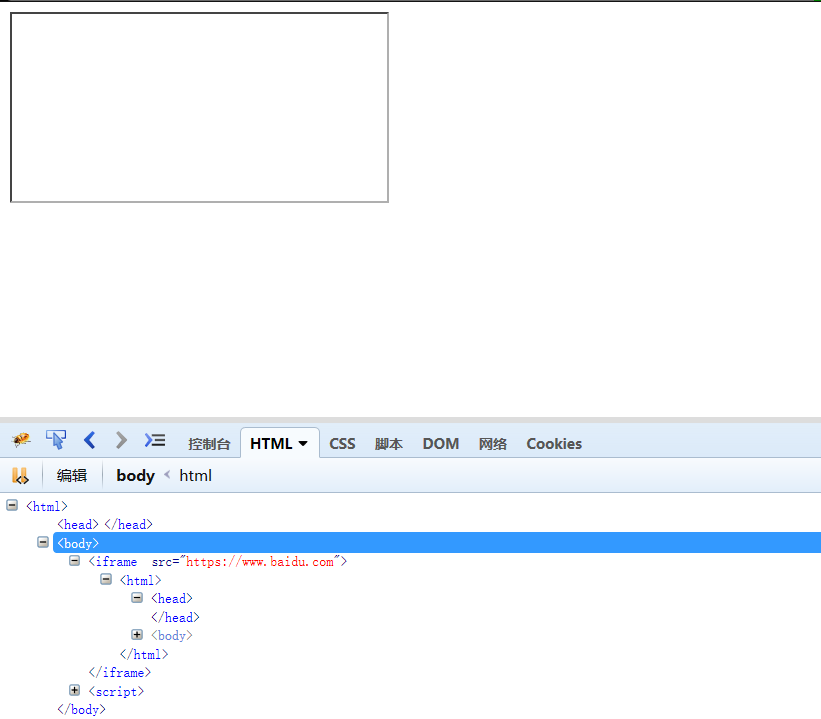 控制台 HTML CSS 脚本 DOM 网络 Cookies
编辑 body < html
<html>
<head> </head>
<body>
<iframe src="https://www.baidu.com">
<html>
<head>
</head>
<body>
</html>
</iframe>
<script>
</body>